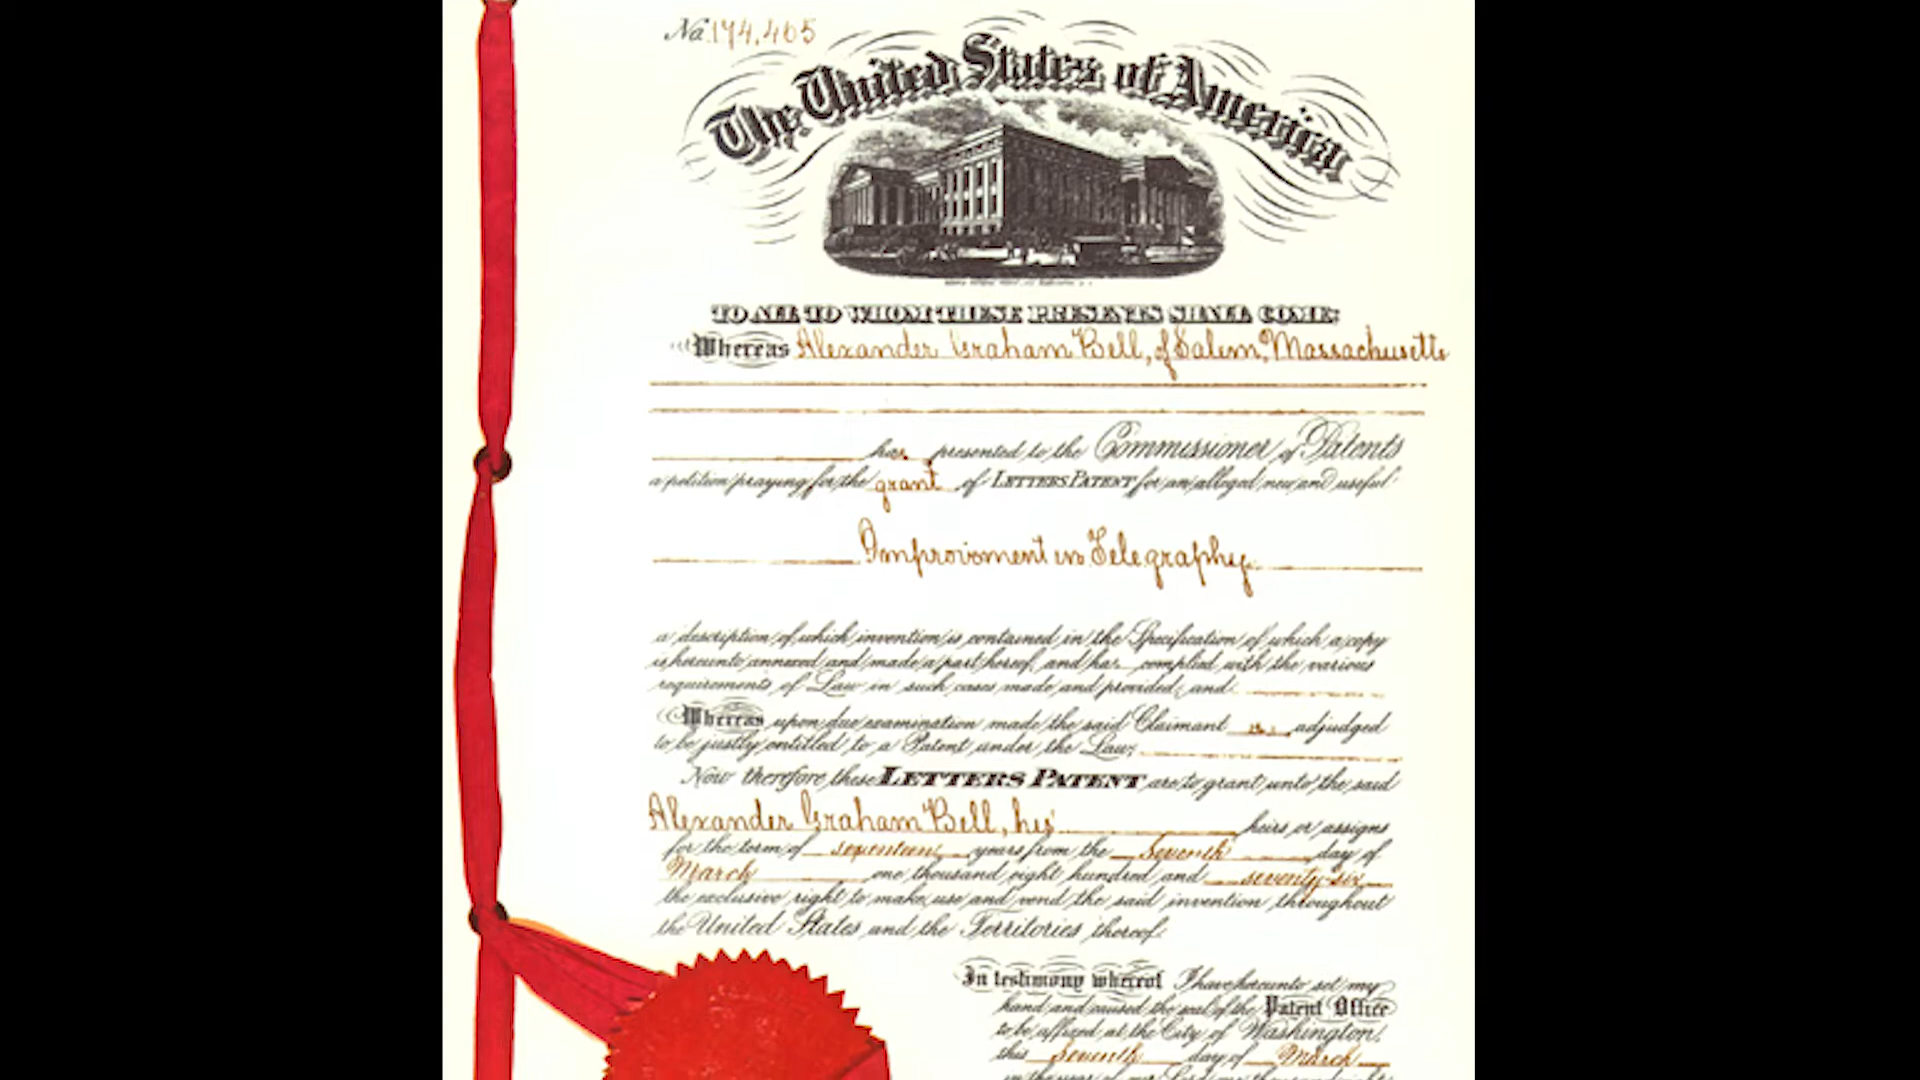 No. 174,465
The United States of America
TO ALL TO WHOM THESE PRESENTS SHALL COME:
Whereas Alexander Graham Bell, of Salem, Massachusetts
has presented to the Commissioner of Patents
a petition praying for the grant of LETTERS PATENT for an alleged new and useful
Improvement in Telegraphy
a description of which invention is contained in the Specification of which a copy
is hereunto annexed and made a part hereof, and has complied with the various
requirements of Law in such cases made and provided, and
Whereas upon due examination made the said Claimant is adjudged
to be justly entitled to a Patent under the Law;
Now therefore these LETTERS PATENT are to grant unto the said
Alexander Graham Bell, his heirs or assigns
for the term of seventeen years from the Seventh day of
March one thousand eight hundred and seventy-six
the exclusive right to make, use and vend the said invention throughout
the United States and the Territories thereof.
In testimony whereof I have hereunto set my
hand and caused the seal of the Patent Office
to be affixed at the City of Washington,
this Seventh day of March